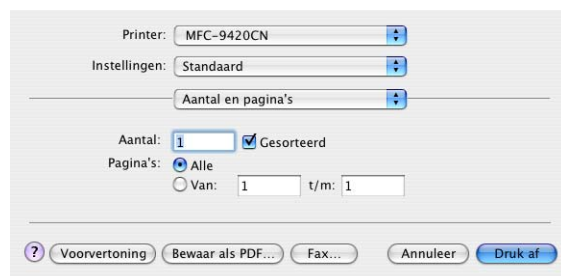 Printer: MFC-9420CN
Instellingen: Standaard
Aantal en pagina's
Aantal: 1 Gesorteerd
Pagina's: Alle
Van: 1 t/m: 1
? Voorvertoning Bewaar als PDF... Fax... Annuleer Druk af